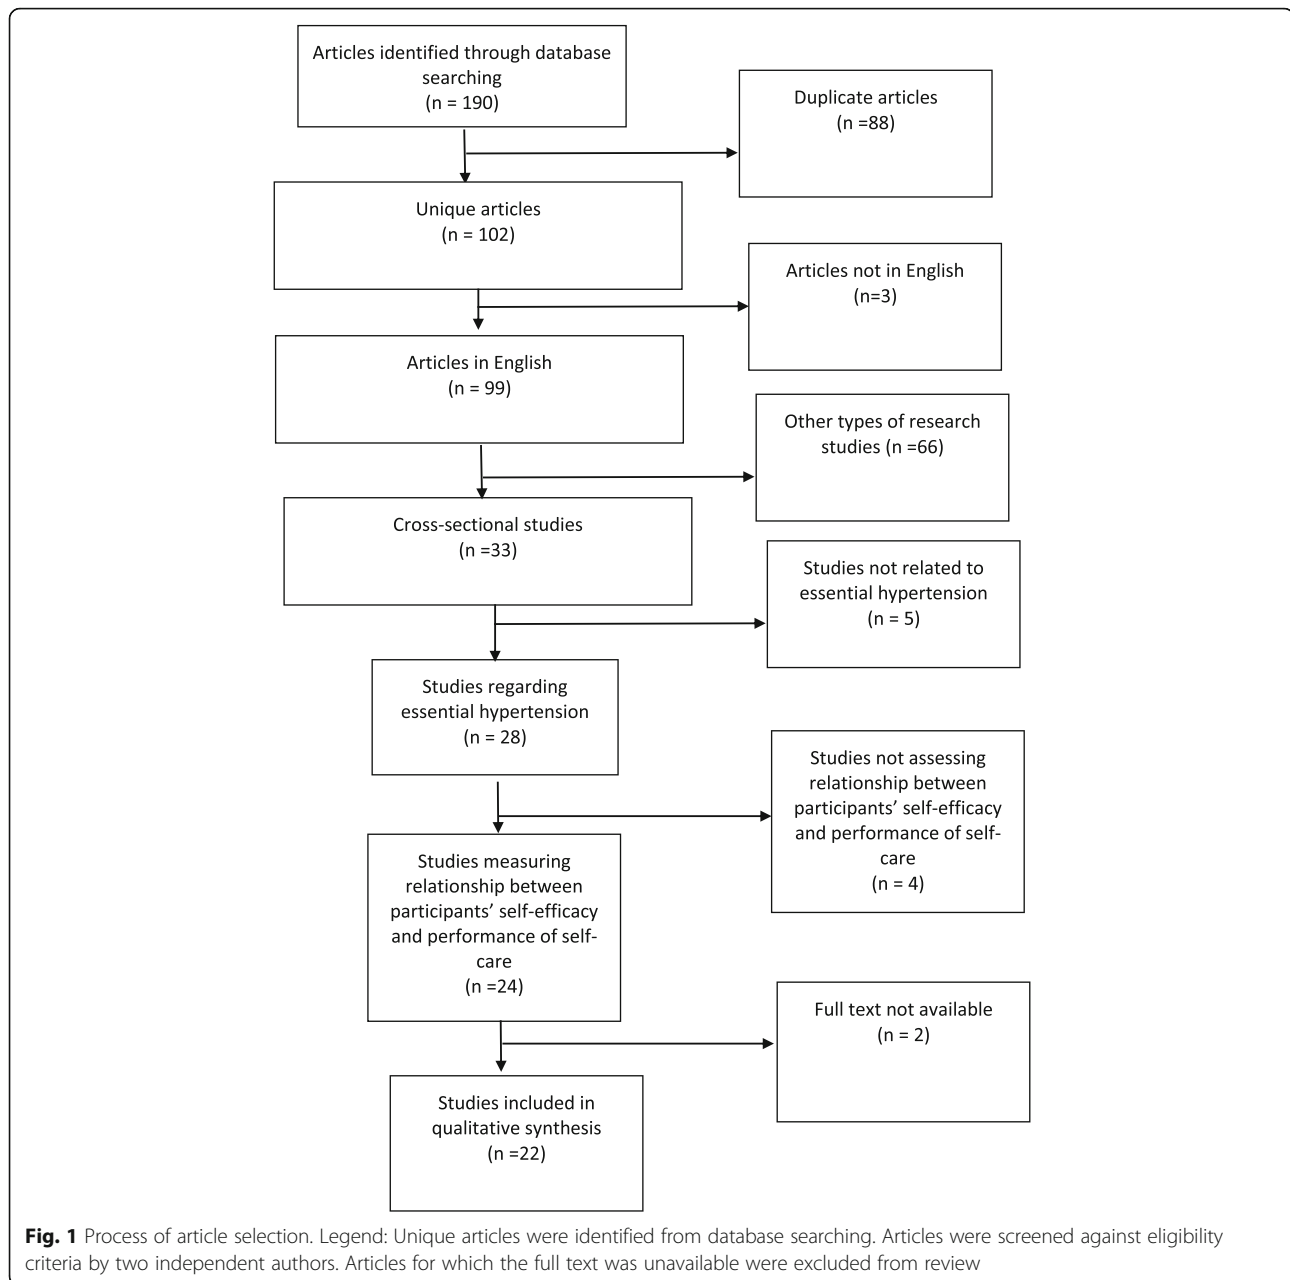 Articles identified through database
searching
(n = 190)
Duplicate articles
(n =88)
Unique articles
(n = 102)
Articles not in English
(n=3)
Articles in English
(n = 99)
Other types of research
studies (n =66)
Cross-sectional studies
(n =33)
Studies not related to
essential hypertension
(n = 5)
Studies regarding
essential hypertension
(n = 28)
Studies not assessing
relationship between
participants’ self-efficacy
and performance of self-
care
(n = 4)
Studies measuring
relationship between
participants’ self-efficacy
and performance of self-
care
(n =24)
Full text not available
(n = 2)
Studies included in
qualitative synthesis
(n =22)
Fig. 1 Process of article selection. Legend: Unique articles were identified from database searching. Articles were screened against eligibility
criteria by two independent authors. Articles for which the full text was unavailable were excluded from review